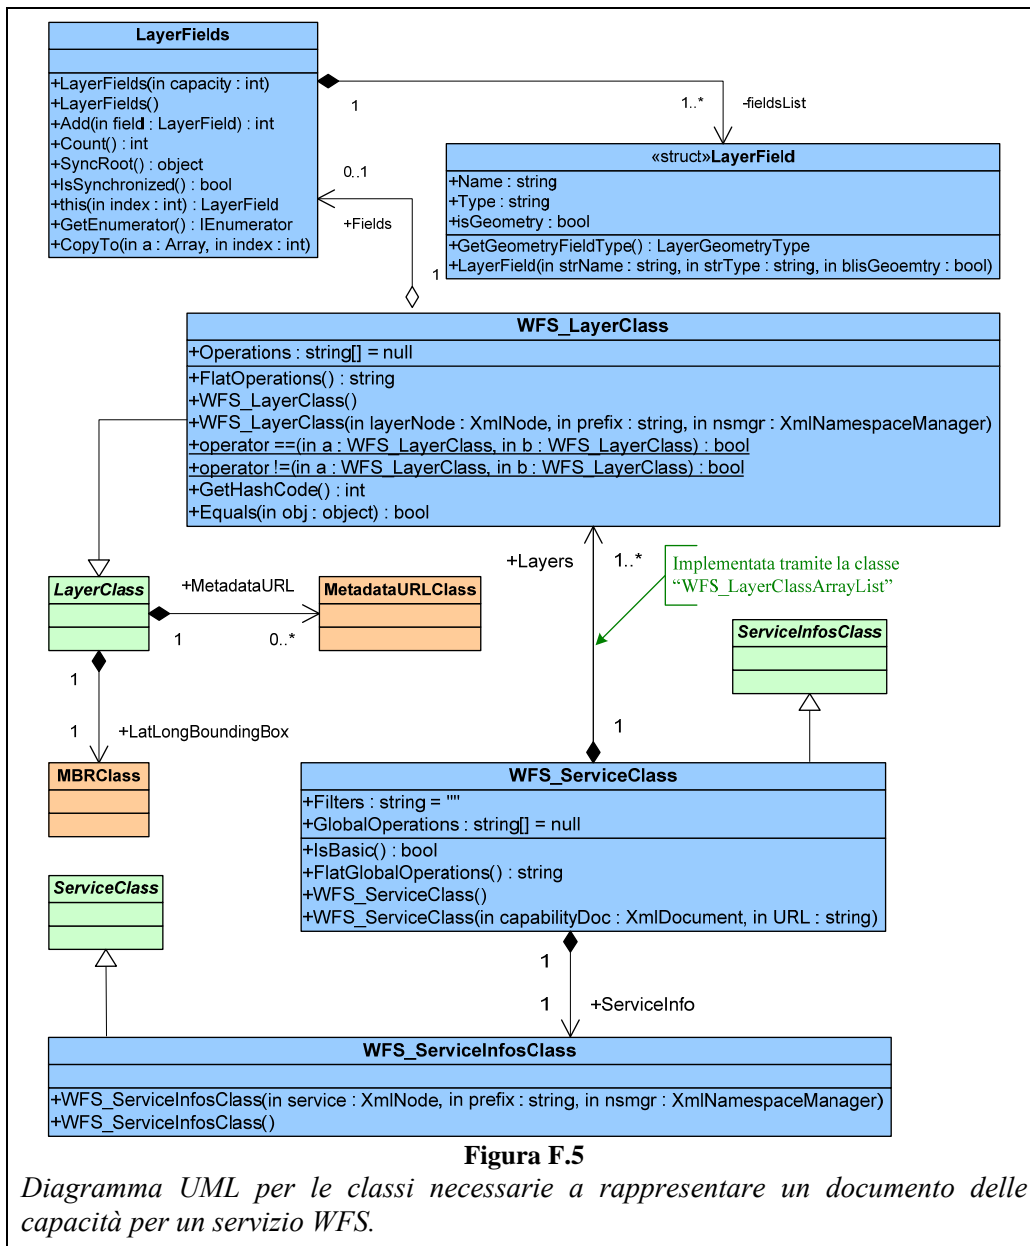 LayerFields
+LayerFields(in capacity : int)
+LayerFields()
+Add(in field : LayerField) : int
+Count() : int
+SyncRoot() : object
+IsSynchronized() : bool
+this(in index : int) : LayerField
+GetEnumerator() : IEnumerator
+CopyTo(in a : Array, in index : int)
1
1..*
-fieldsList
«struct»LayerField
+Name : string
+Type : string
+isGeometry : bool
+GetGeometryFieldType() : LayerGeometryType
+LayerField(in strName : string, in strType : string, in blisGeoemtry : bool)
0..1
+Fields
1
WFS_LayerClass
+Operations : string[] = null
+FlatOperations() : string
+WFS_LayerClass()
+WFS_LayerClass(in layerNode : XmlNode, in prefix : string, in nsmgr : XmlNamespaceManager)
+operator ==(in a : WFS_LayerClass, in b : WFS_LayerClass) : bool
+operator !=(in a : WFS_LayerClass, in b : WFS_LayerClass) : bool
+GetHashCode() : int
+Equals(in obj : object) : bool
+Layers
1..*
Implementata tramite la classe
“WFS_LayerClassArrayList”
LayerClass
+MetadataURL
1
0..*
MetadataURLClass
ServiceInfosClass
1
1
+LatLongBoundingBox
MBRClass
1
WFS_ServiceClass
+Filters : string = ""
+GlobalOperations : string[] = null
+IsBasic() : bool
+FlatGlobalOperations() : string
+WFS_ServiceClass()
+WFS_ServiceClass(in capabilityDoc : XmlDocument, in URL : string)
ServiceClass
1
1
+ServiceInfo
WFS_ServiceInfosClass
+WFS_ServiceInfosClass(in service : XmlNode, in prefix : string, in nsmgr : XmlNamespaceManager)
+WFS_ServiceInfosClass()
Figura F.5
Diagramma UML per le classi necessarie a rappresentare un documento delle
capacità per un servizio WFS.